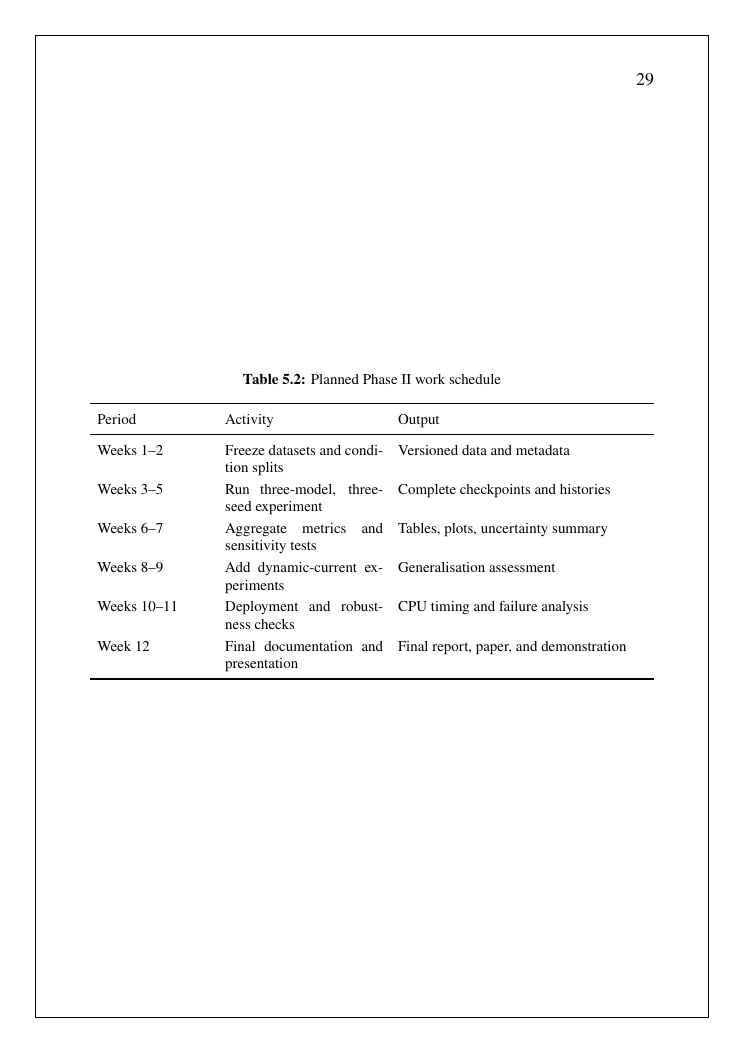 29
Table 5.2: Planned Phase II work schedule
Period Activity Output
Weeks 1–2 Freeze datasets and condi- Versioned data and metadata
tion splits
Weeks 3–5 Run three-model, three- Complete checkpoints and histories
seed experiment
Weeks 6–7 Aggregate metrics and Tables, plots, uncertainty summary
sensitivity tests
Weeks 8–9 Add dynamic-current ex- Generalisation assessment
periments
Weeks 10–11 Deployment and robust- CPU timing and failure analysis
ness checks
Week 12 Final documentation and Final report, paper, and demonstration
presentation